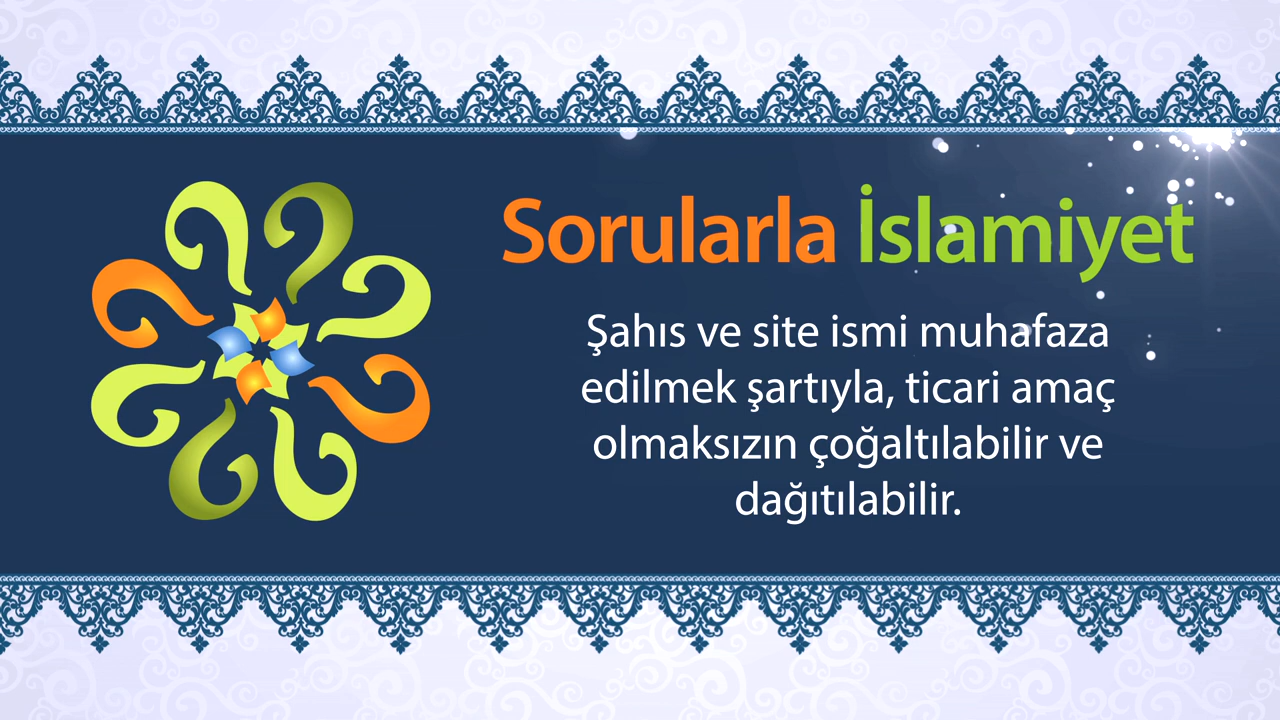 Sorularla İslamiyet
Şahıs ve site ismi muhafaza
edilmek şartıyla, ticari amaç
olmaksızın çoğaltılabilir ve
dağıtılabilir.